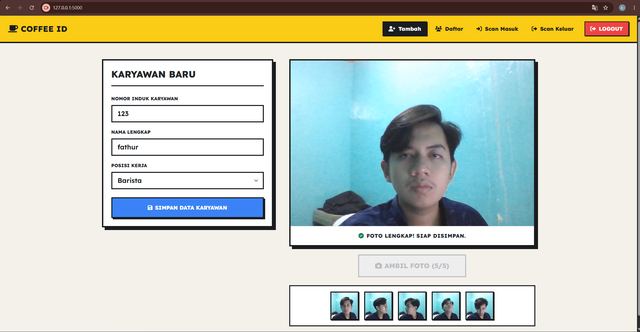 127.0.0.1:5000
COFFEE ID
Tambah
Daftar
Scan Masuk
Scan Keluar
LOGOUT
KARYAWAN BARU
NOMOR INDUK KARYAWAN
123
NAMA LENGKAP
fathur
POSISI KERJA
Barista
SIMPAN DATA KARYAWAN
FOTO LENGKAP! SIAP DISIMPAN.
AMBIL FOTO (5/5)